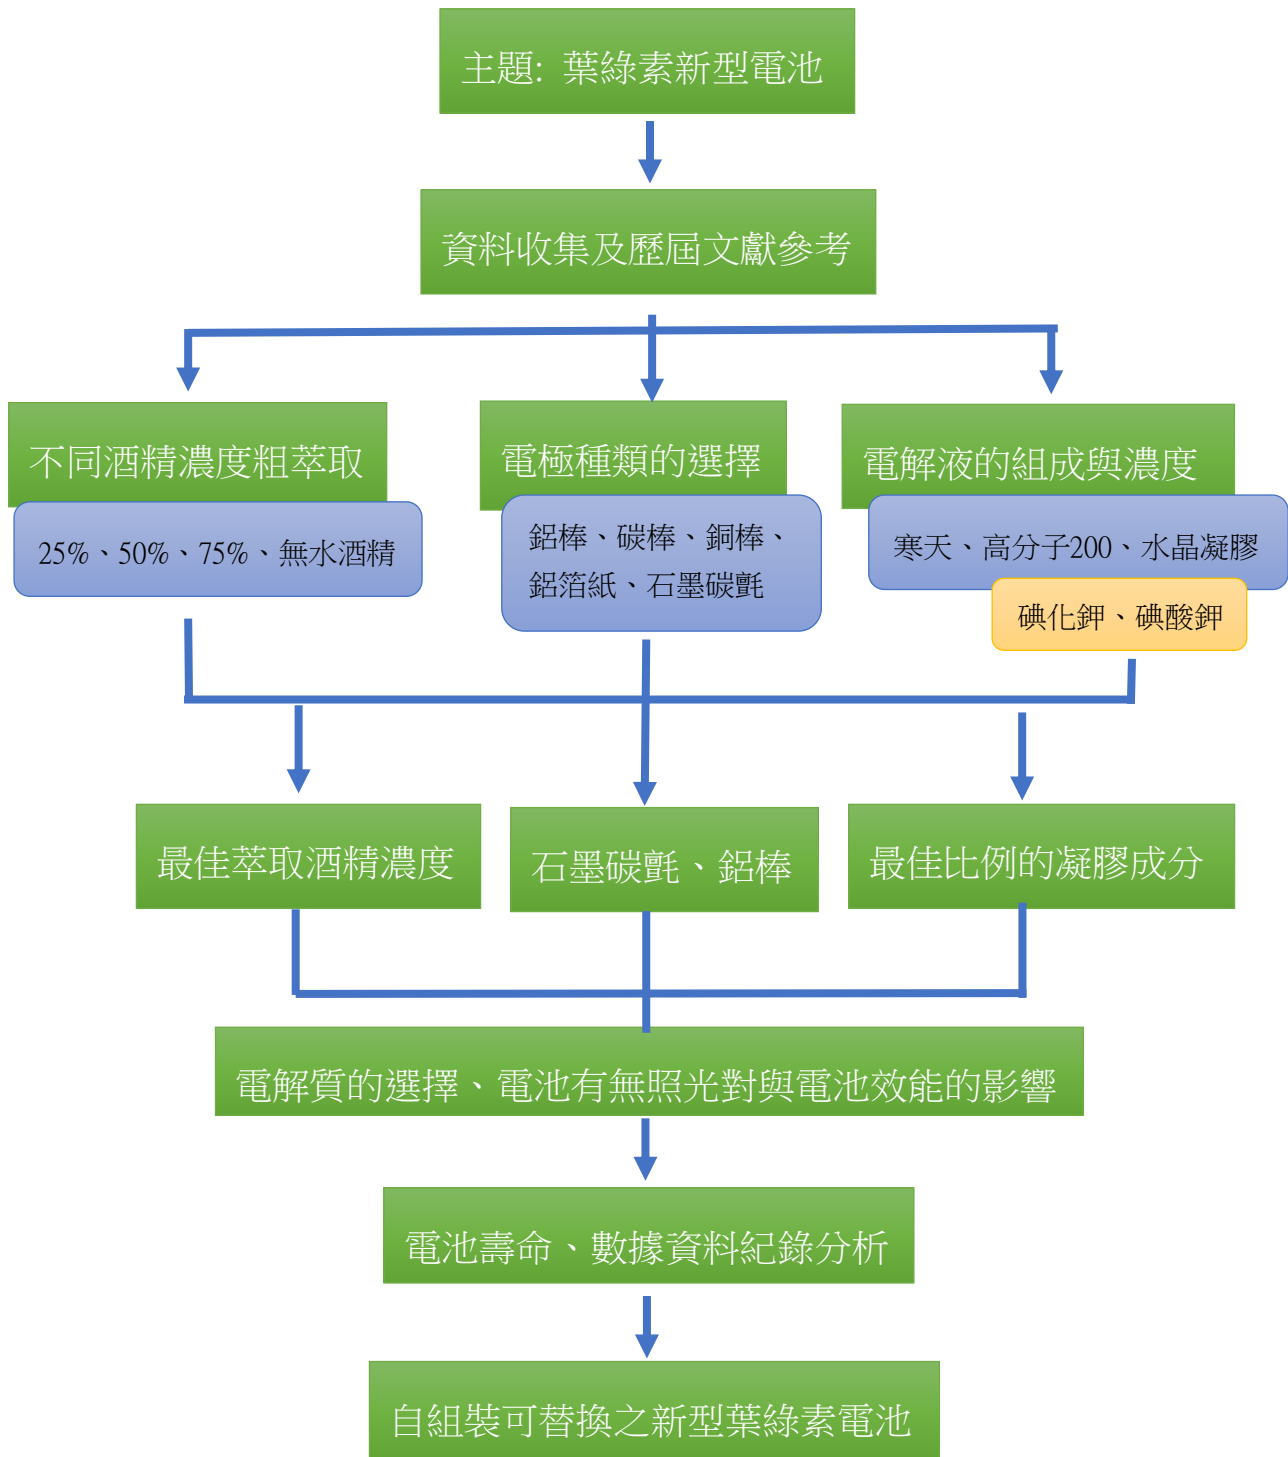 主題: 葉綠素新型電池
資料收集及歷屆文獻參考
不同酒精濃度粗萃取
25%、50%、75%、無水酒精
電極種類的選擇
鋁棒、碳棒、銅棒、
鋁箔紙、石墨碳氈
電解液的組成與濃度
寒天、高分子200、水晶凝膠
碘化鉀、碘酸鉀
最佳萃取酒精濃度
石墨碳氈、鋁棒
最佳比例的凝膠成分
電解質的選擇、電池有無照光對與電池效能的影響
電池壽命、數據資料紀錄分析
自組裝可替換之新型葉綠素電池